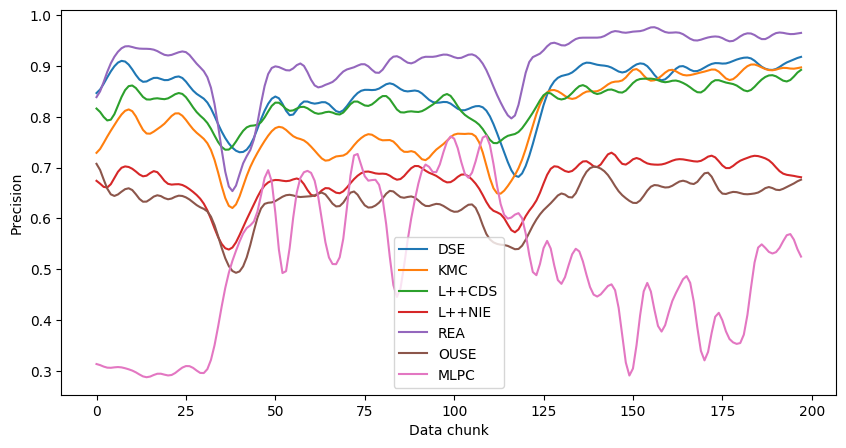 1.0
0.9
0.8
0.7
0.6
0.5
0.4
0.3
Precision
DSE
KMC
L++CDS
L++NIE
REA
OUSE
MLPC
0 25 50 75 100 125 150 175 200
Data chunk